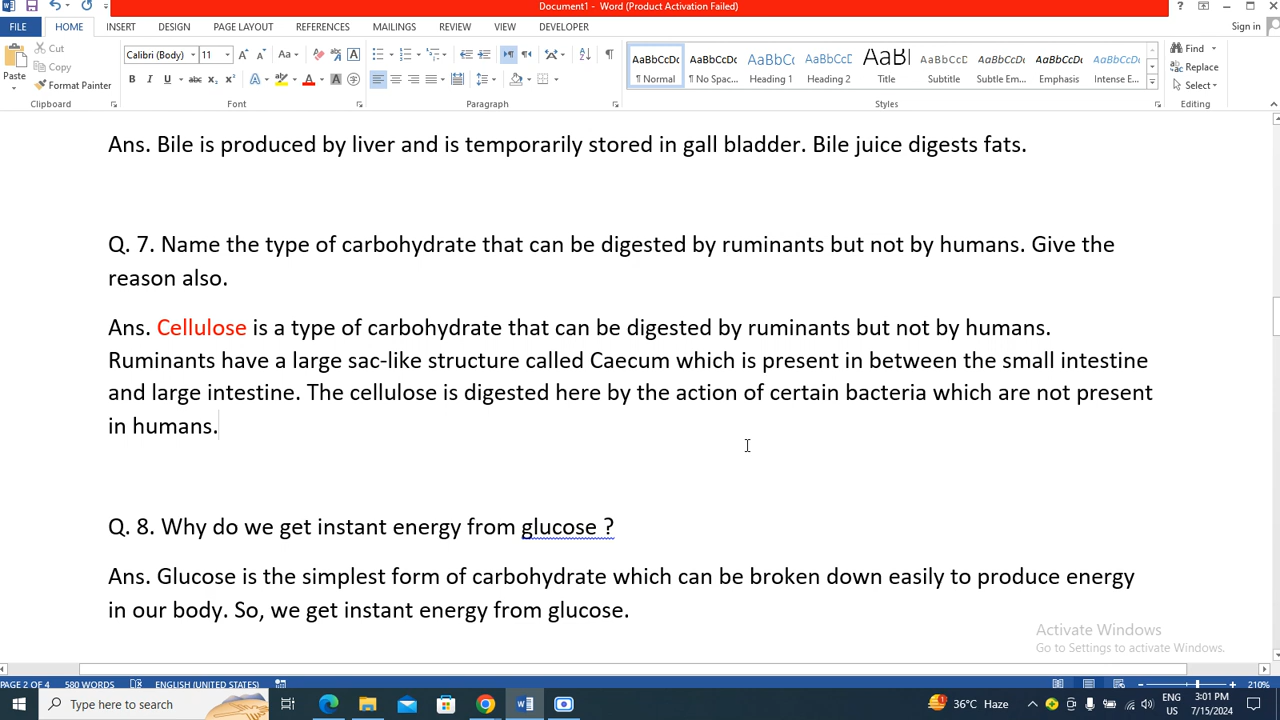 Document1 - Word (Product Activation Failed)
FILE HOME INSERT DESIGN PAGE LAYOUT REFERENCES MAILINGS REVIEW VIEW DEVELOPER Sign in
Cut
Copy
Format Painter
Paste
Calibri (Body) 11
AaBbCcDc AaBbCcDc AaBbCc AaBbCcD AaBl AaBbCcD AaBbCcDc AaBbCcDc AaBbCcDc
¶ Normal ¶ No Spac... Heading 1 Heading 2 Title Subtitle Subtle Em... Emphasis Intense E...
Find
Replace
Select
Clipboard Font Paragraph Styles Editing
Ans. Bile is produced by liver and is temporarily stored in gall bladder. Bile juice digests fats.
Q. 7. Name the type of carbohydrate that can be digested by ruminants but not by humans. Give the
reason also.
Ans. Cellulose is a type of carbohydrate that can be digested by ruminants but not by humans.
Ruminants have a large sac-like structure called Caecum which is present in between the small intestine
and large intestine. The cellulose is digested here by the action of certain bacteria which are not present
in humans.
Q. 8. Why do we get instant energy from glucose ?
Ans. Glucose is the simplest form of carbohydrate which can be broken down easily to produce energy
in our body. So, we get instant energy from glucose.
Activate Windows
Go to Settings to activate Windows.
PAGE 2 OF 4 580 WORDS ENGLISH (UNITED STATES) 210%
Type here to search
36°C Haze
ENG
US
3:01 PM
7/15/2024